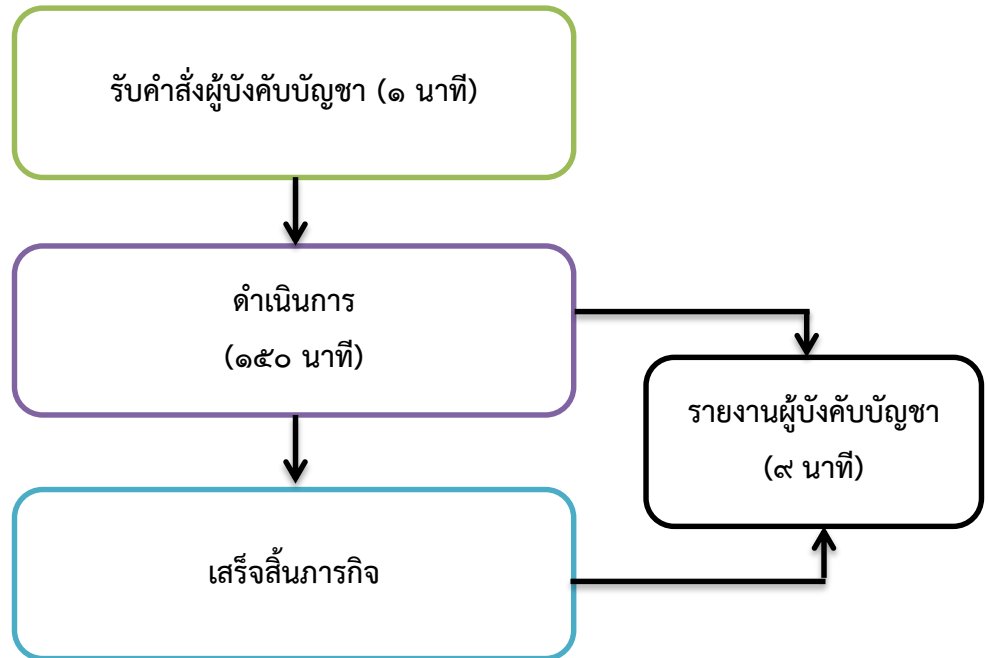 รับคำสั่งผู้บังคับบัญชา (๑ นาที)
ดำเนินการ
(๑๕๐ นาที)
รายงานผู้บังคับบัญชา
(๙ นาที)
เสร็จสิ้นภารกิจ